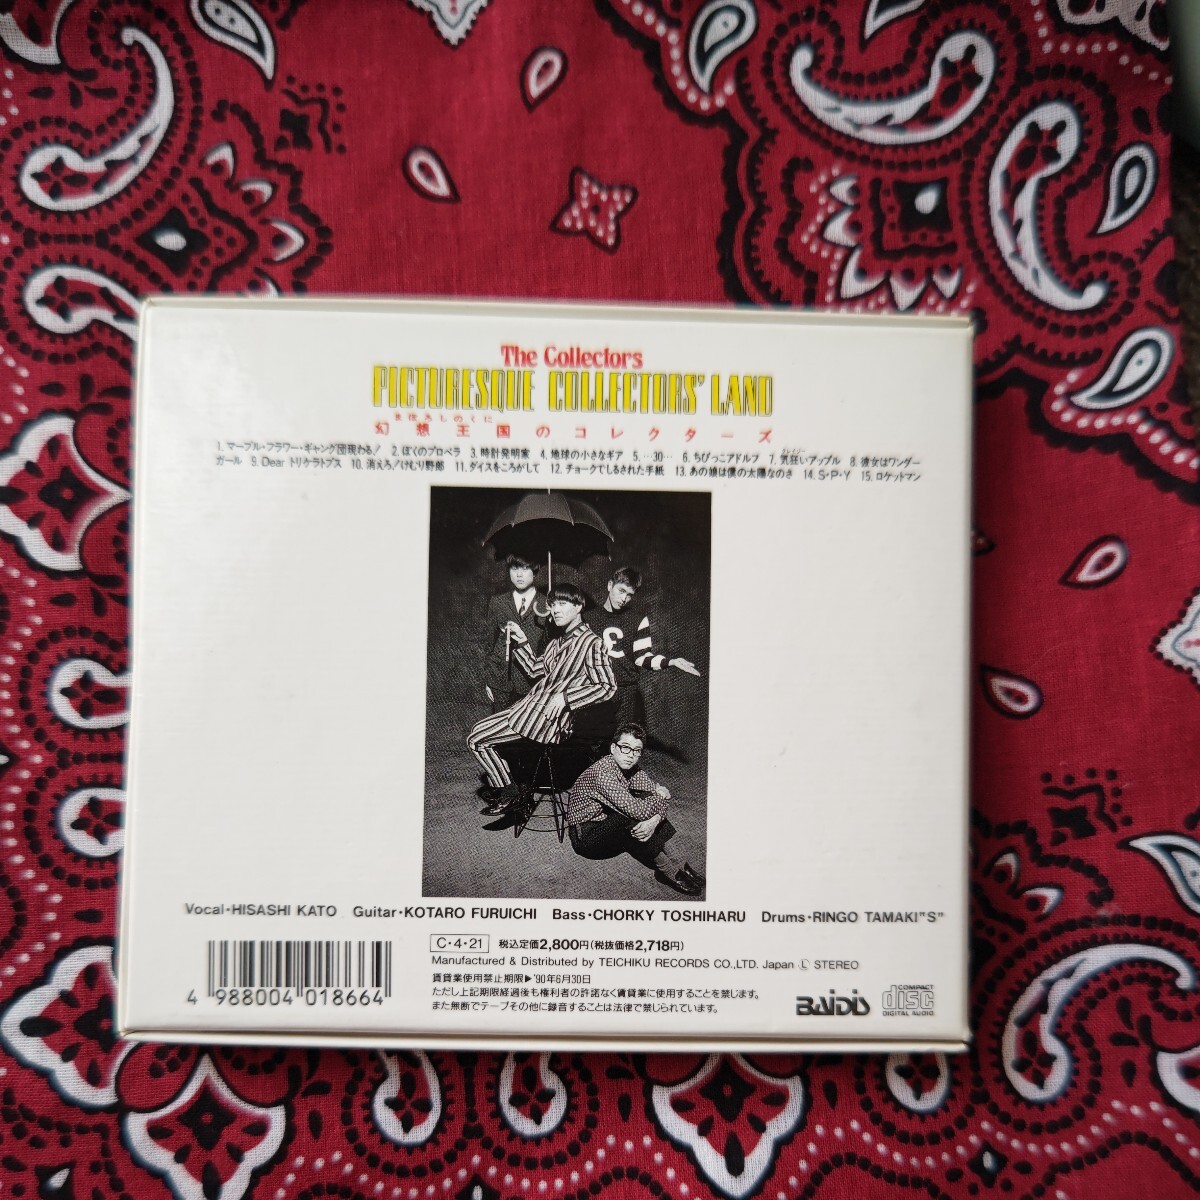 The Collectors
PICTURESQUE COLLECTORS' LAND
まぼろしのくに
幻想王国のコレクターズ
1. マーブル・フラワー・ギャング団現わる! 2. ぼくのプロペラ 3. 時計発明家 4. 地球の小さなギア 5. …30… 6. ちびっこアドルフ 7. 気狂いアップル 8. 彼女はワンダー
ガール 9. Dear トリケラトプス 10. 消えろ!けむり野郎 11. ダイスをころがして 12. チョークでしるされた手紙 13. あの娘は僕の太陽なのさ 14. S・P・Y 15. ロケットマン
£
Vocal・HISASHI KATO Guitar・KOTARO FURUICHI Bass・CHORKY TOSHIHARU Drums・RINGO TAMAKI"S"
C・4・21 税込定価2,800円(税抜価格2,718円)
Manufactured & Distributed by TEICHIKU RECORDS CO.,LTD. Japan Ⓛ STEREO
賃貸業使用禁止期限▶'90年6月30日
ただし上記期限経過後も権利者の許諾なく賃貸業に使用することを禁じます。
また無断でテープその他に録音することは法律で禁じられています。
4 988004 018664
BAIDIS
COMPACT
disc
DIGITAL AUDIO